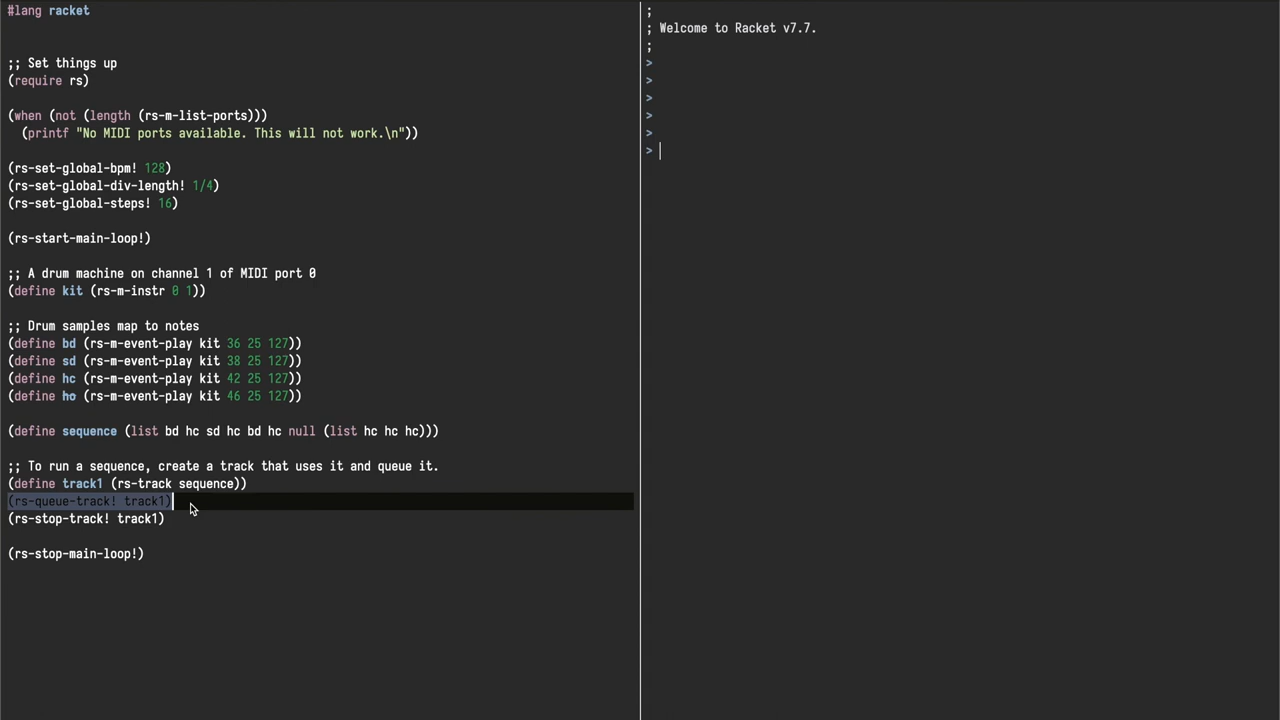 #lang racket
;; Set things up
(require rs)
(when (not (length (rs-m-list-ports)))
(printf "No MIDI ports available. This will not work.\n"))
(rs-set-global-bpm! 128)
(rs-set-global-div-length! 1/4)
(rs-set-global-steps! 16)
(rs-start-main-loop!)
;; A drum machine on channel 1 of MIDI port 0
(define kit (rs-m-instr 0 1))
;; Drum samples map to notes
(define bd (rs-m-event-play kit 36 25 127))
(define sd (rs-m-event-play kit 38 25 127))
(define hc (rs-m-event-play kit 42 25 127))
(define ho (rs-m-event-play kit 46 25 127))
(define sequence (list bd hc sd hc bd hc null (list hc hc hc)))
;; To run a sequence, create a track that uses it and queue it.
(define track1 (rs-track sequence))
(rs-queue-track! track1)
(rs-stop-track! track1)
(rs-stop-main-loop!)
;
; Welcome to Racket v7.7.
;
>
>
>
>
>
>